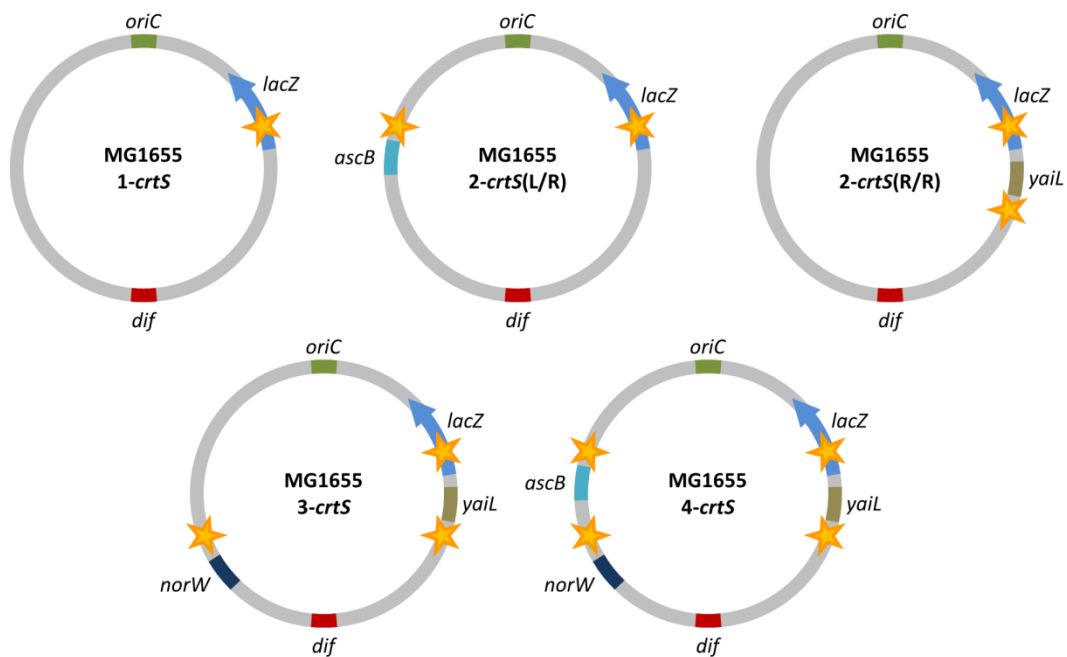 oriC
lacZ
MG1655
1-crtS
dif
oriC
lacZ
ascB
MG1655
2-crtS(L/R)
dif
oriC
lacZ
MG1655
2-crtS(R/R)
yaiL
dif
oriC
lacZ
MG1655
3-crtS
yaiL
norW
dif
oriC
lacZ
ascB
MG1655
4-crtS
yaiL
norW
dif